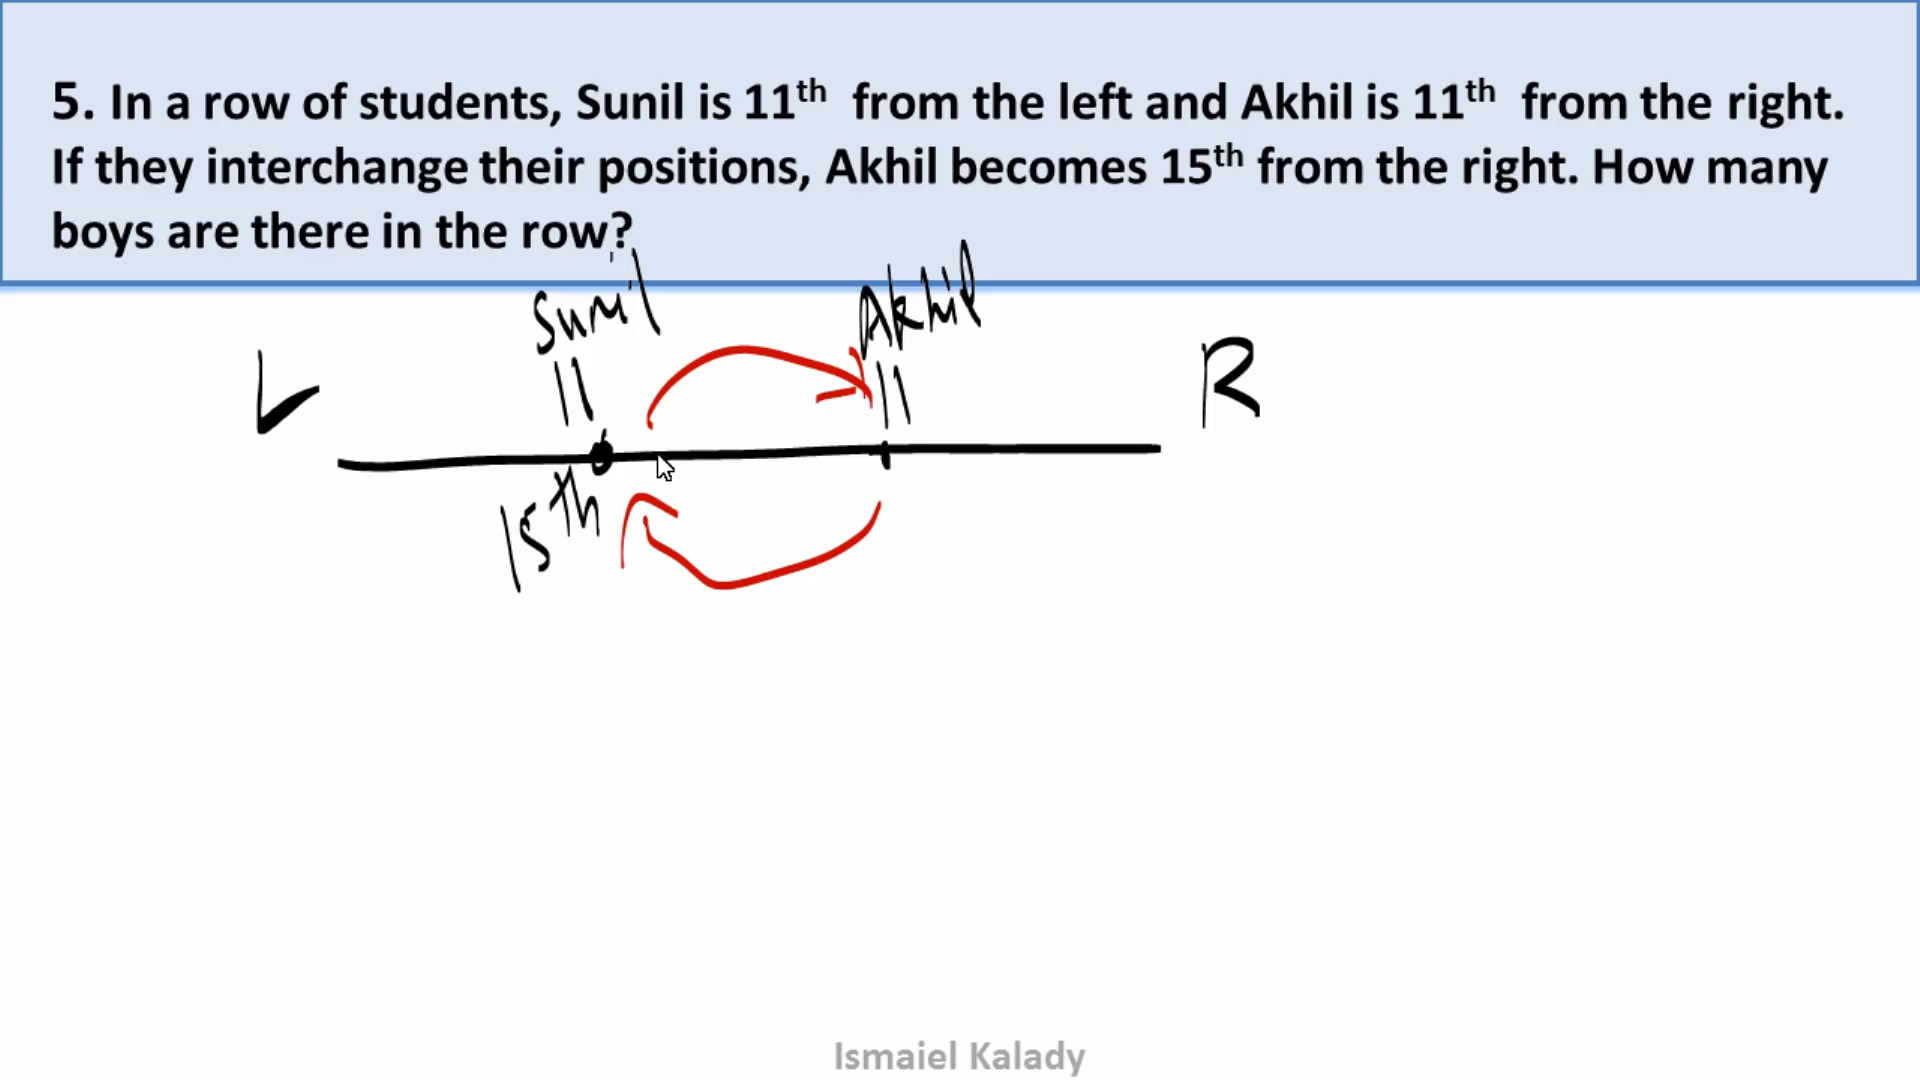 5. In a row of students, Sunil is 11th from the left and Akhil is 11th from the right.
If they interchange their positions, Akhil becomes 15th from the right. How many
boys are there in the row?
Sunil Akhil
L 11 11 R
15th
Ismaiel Kalady